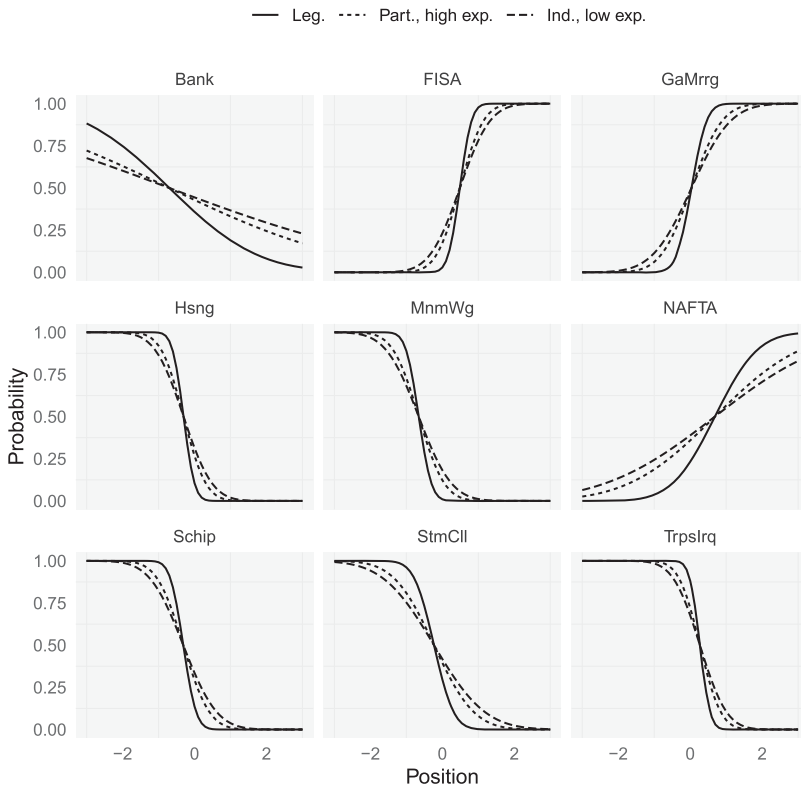 Leg. Part., high exp. Ind., low exp.
Bank FISA GaMrrg
1.00
0.75
0.50
0.25
0.00
Hsng MnmWg NAFTA
1.00
0.75
0.50
0.25
0.00
Probability
Schip StmCll TrpsIrq
1.00
0.75
0.50
0.25
0.00
−2 0 2 −2 0 2 −2 0 2
Position